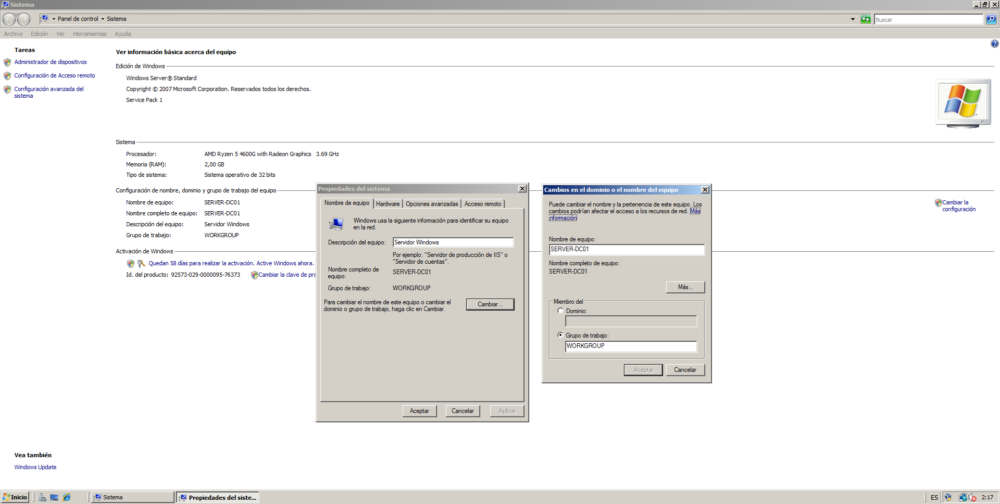 Sistema
Panel de control
Sistema
Buscar
Archivo
Edición
Ver
Herramientas
Ayuda
Tareas
Administrador de dispositivos
Configuración de Acceso remoto
Configuración avanzada del
sistema
Ver información básica acerca del equipo
Edición de Windows
Windows Server® Standard
Copyright © 2007 Microsoft Corporation. Reservados todos los derechos.
Service Pack 1
Sistema
Procesador: AMD Ryzen 5 4600G with Radeon Graphics 3.69 GHz
Memoria (RAM): 2,00 GB
Tipo de sistema: Sistema operativo de 32 bits
Configuración de nombre, dominio y grupo de trabajo del equipo
Nombre de equipo: SERVER-DC01
Nombre completo de equipo: SERVER-DC01
Descripción del equipo: Servidor Windows
Grupo de trabajo: WORKGROUP
Cambiar la
configuración
Activación de Windows
Quedan 58 días para realizar la activación. Active Windows ahora.
Id. del producto: 92573-029-0000095-76373
Cambiar la clave de pro
Vea también
Windows Update
Propiedades del sistema
Nombre de equipo
Hardware
Opciones avanzadas
Acceso remoto
Windows usa la siguiente información para identificar su equipo
en la red.
Descripción del equipo: Servidor Windows
Por ejemplo: "Servidor de producción de IIS" o
"Servidor de cuentas".
Nombre completo de
equipo:
SERVER-DC01
Grupo de trabajo: WORKGROUP
Para cambiar el nombre de este equipo o cambiar el
dominio o grupo de trabajo, haga clic en Cambiar.
Cambiar...
Aceptar
Cancelar
Aplicar
Cambios en el dominio o el nombre del equipo
Puede cambiar el nombre y la pertenencia de este equipo. Los
cambios podrían afectar el acceso a los recursos de red. Más
información
Nombre de equipo:
SERVER-DC01
Nombre completo de equipo:
SERVER-DC01
Más...
Miembro del
Dominio:
Grupo de trabajo:
WORKGROUP
Aceptar
Cancelar
Inicio
Sistema
Propiedades del siste...
ES
2:17